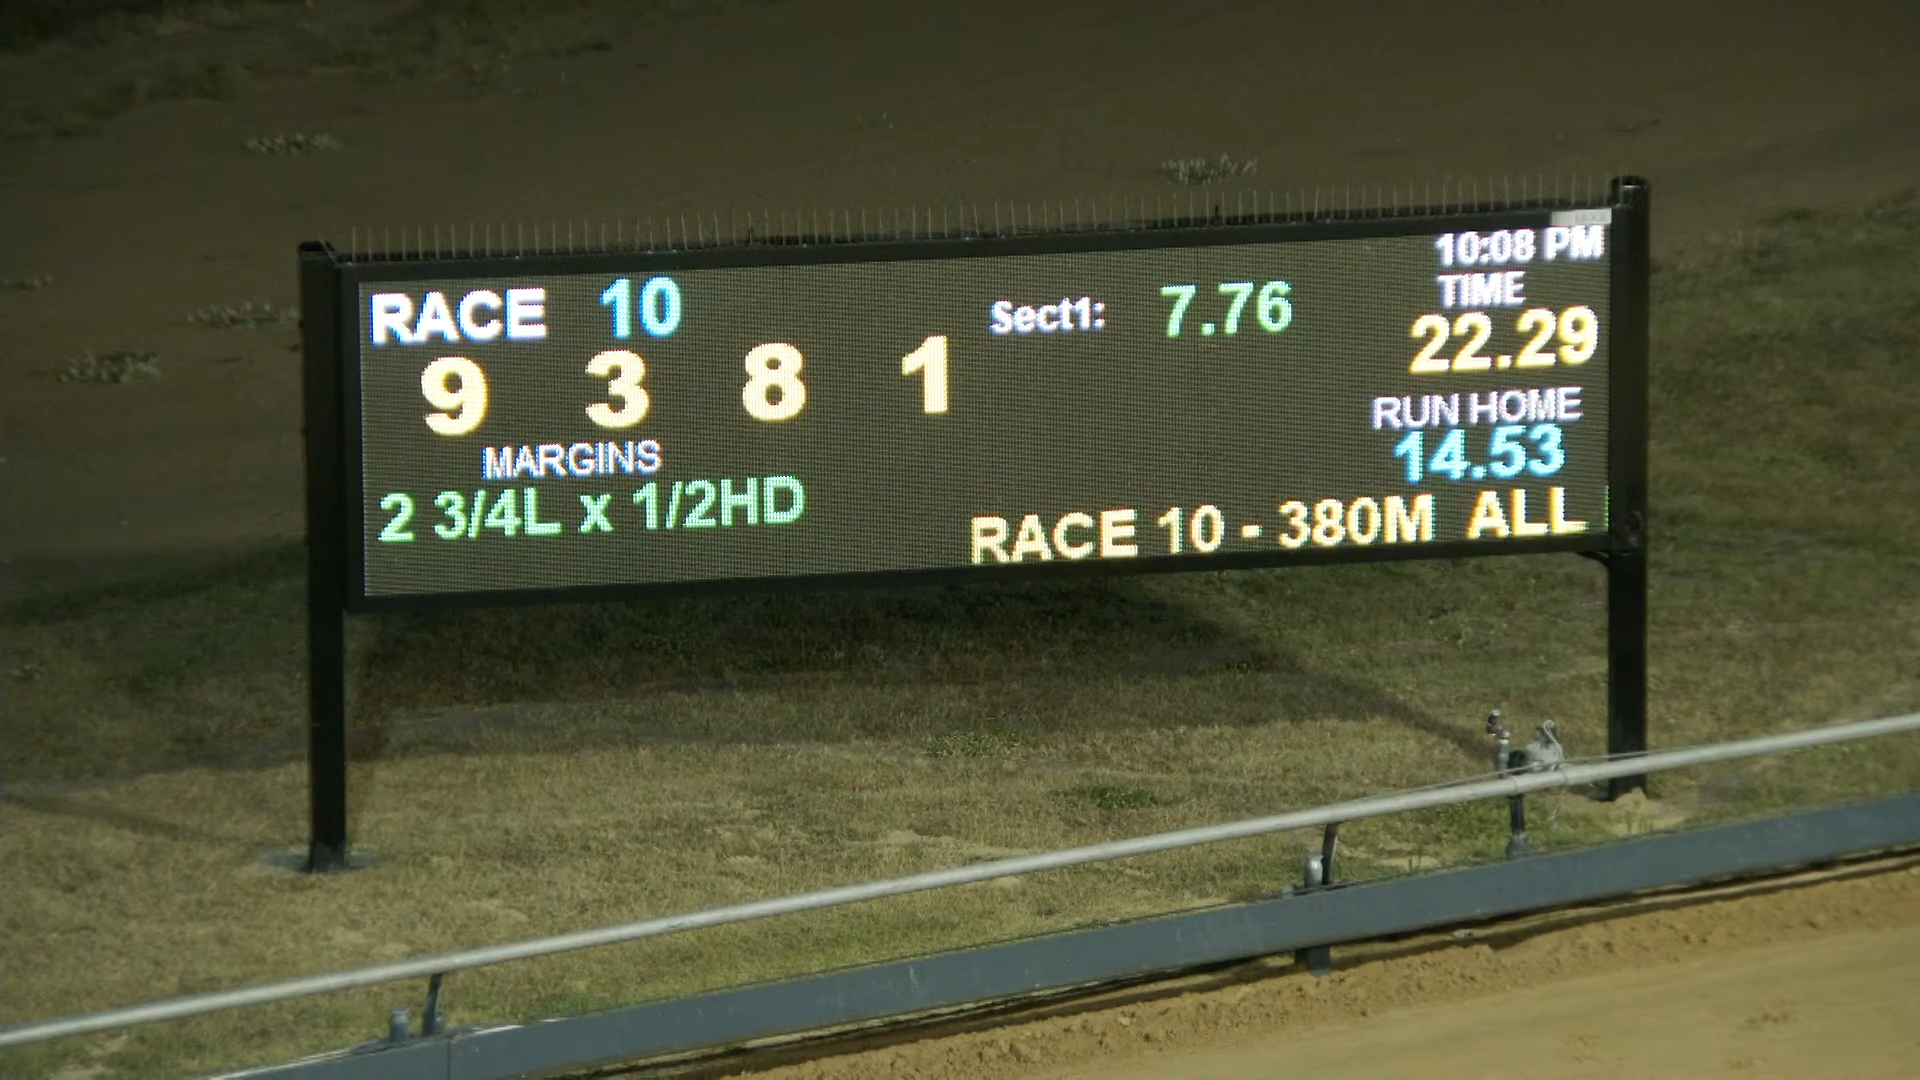 10:08 PM
RACE 10
Sect1: 7.76
TIME
22.29
9 3 8 1
RUN HOME
14.53
MARGINS
2 3/4L x 1/2HD
RACE 10 - 380M ALL